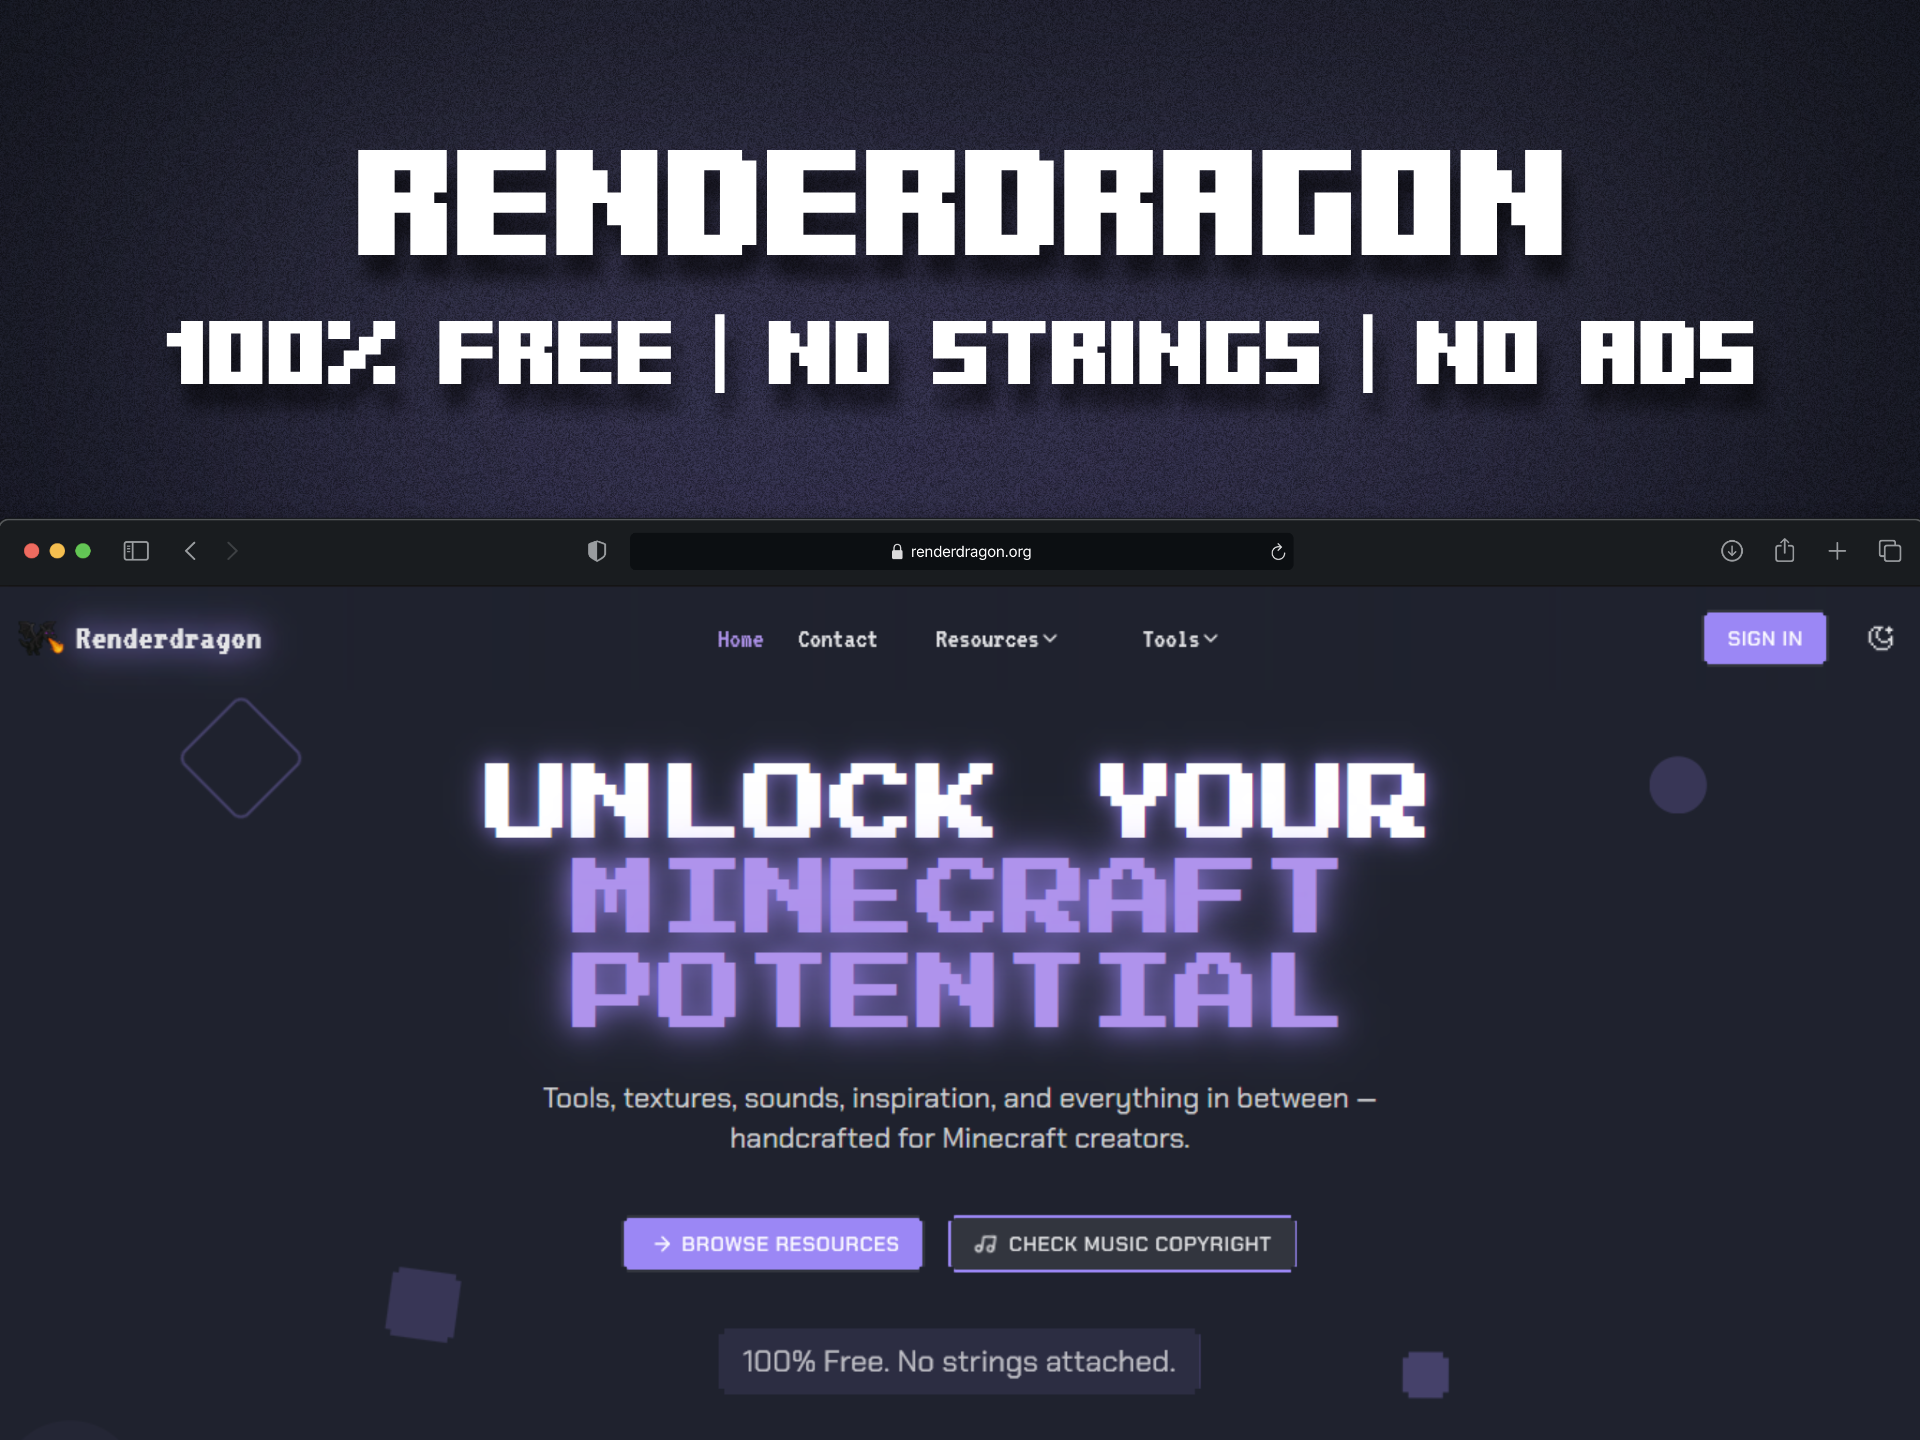 RENDERDRAGON
100% FREE | NO STRINGS | NO ADS
renderdragon.org
Renderdragon
Home Contact Resources Tools
SIGN IN
UNLOCK YOUR
MINECRAFT
POTENTIAL
Tools, textures, sounds, inspiration, and everything in between —
handcrafted for Minecraft creators.
BROWSE RESOURCES
CHECK MUSIC COPYRIGHT
100% Free. No strings attached.